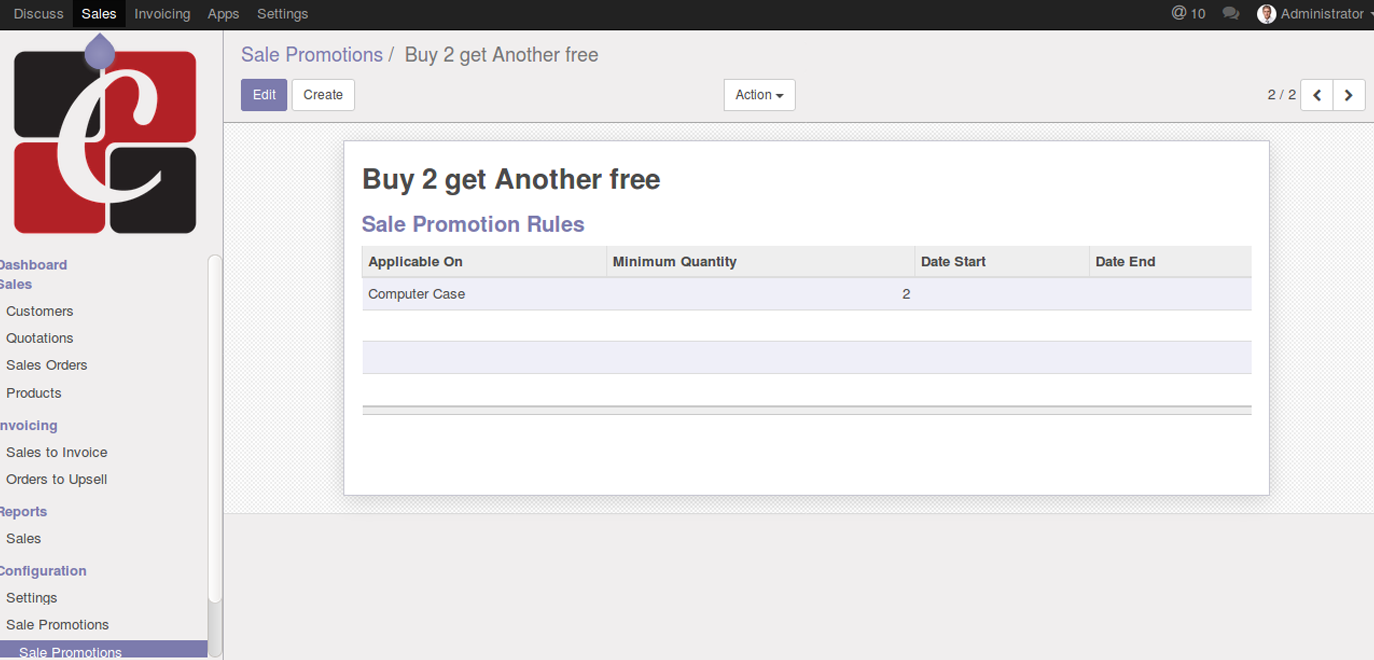 Discuss Sales Invoicing Apps Settings @ 10 Administrator
Sale Promotions / Buy 2 get Another free
Edit Create Action 2 / 2
C
Buy 2 get Another free
Sale Promotion Rules
Applicable On Minimum Quantity Date Start Date End
Computer Case 2
Dashboard
Sales
Customers
Quotations
Sales Orders
Products
Invoicing
Sales to Invoice
Orders to Upsell
Reports
Sales
Configuration
Settings
Sale Promotions
Sale Promotions